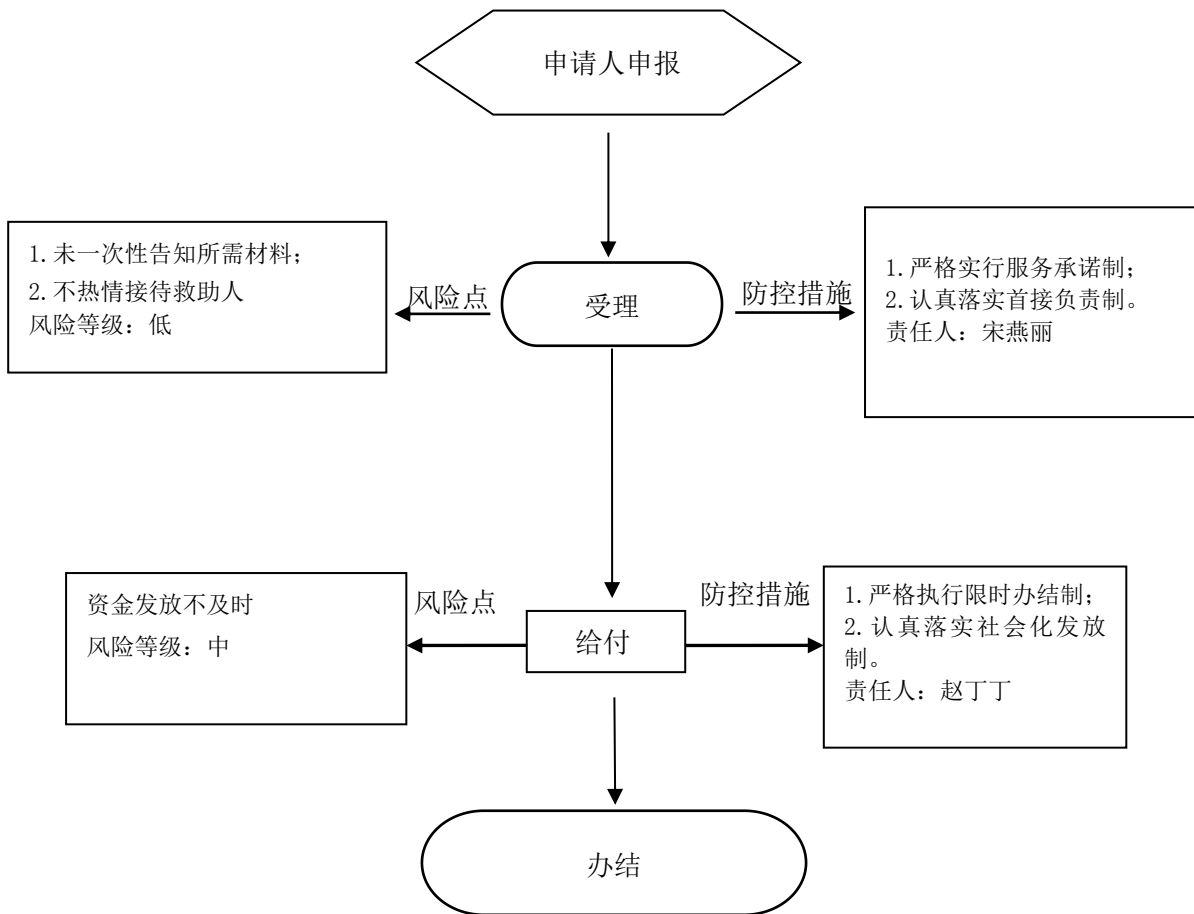 申请人申报
1.未一次性告知所需材料；
2.不热情接待救助人
风险等级：低
风险点
受理
防控措施
1.严格实行服务承诺制；
2.认真落实首接负责制。
责任人：宋燕丽
资金发放不及时
风险等级：中
风险点
给付
防控措施
1.严格执行限时办结制；
2.认真落实社会化发放
制。
责任人：赵丁丁
办结